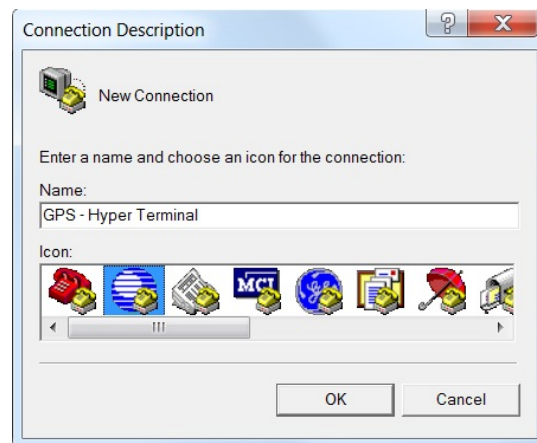 Connection Description
New Connection
Enter a name and choose an icon for the connection:
Name:
GPS - Hyper Terminal
Icon:
MCI
OK
Cancel